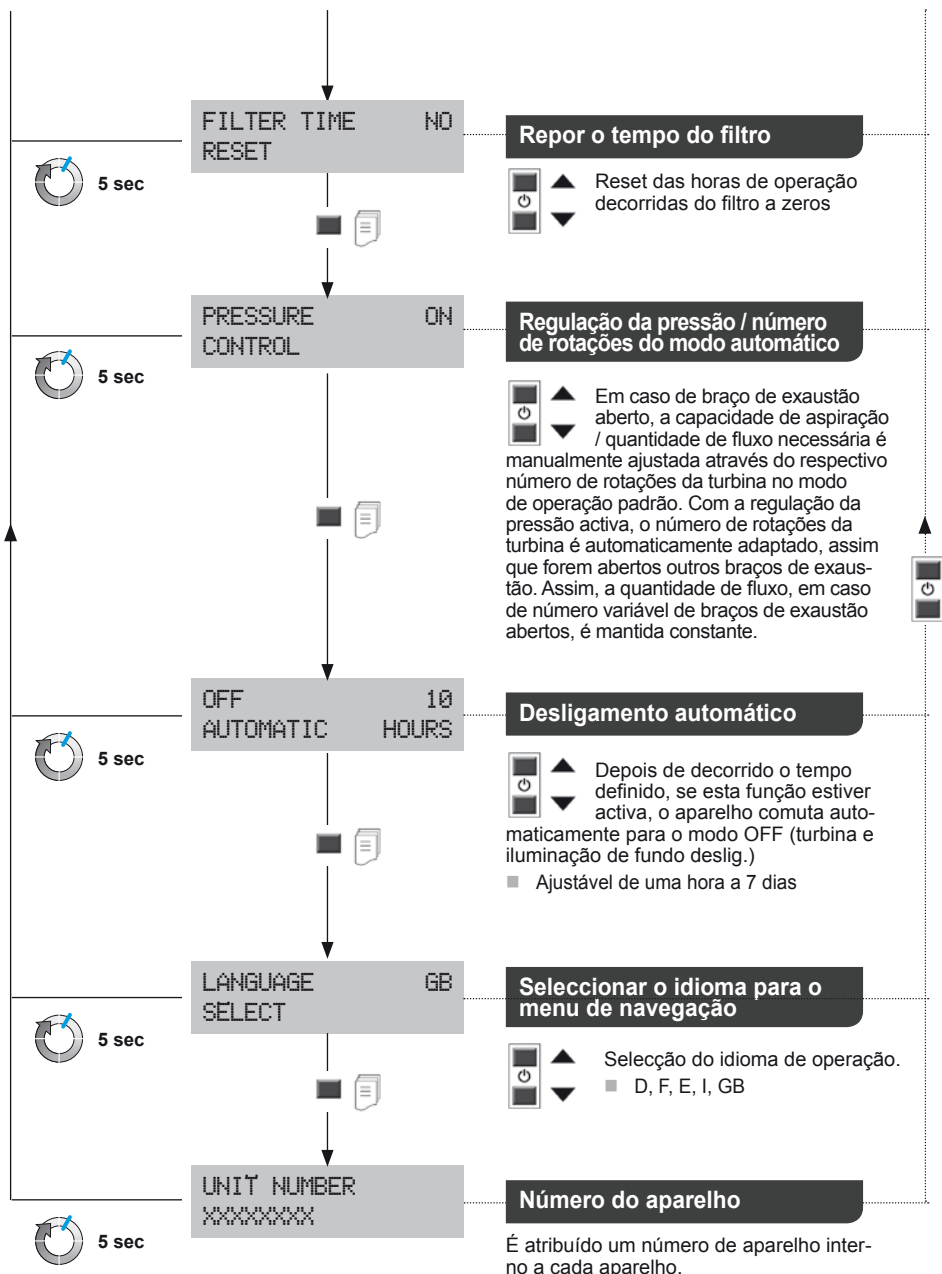 FILTER TIME NO
RESET
5 sec
Repor o tempo do filtro
Reset das horas de operação
decorridas do filtro a zeros
PRESSURE ON
CONTROL
5 sec
Regulação da pressão / número
de rotações do modo automático
Em caso de braço de exaustão
aberto, a capacidade de aspiração
/ quantidade de fluxo necessária é
manualmente ajustada através do respectivo
número de rotações da turbina no modo
de operação padrão. Com a regulação da
pressão activa, o número de rotações da
turbina é automaticamente adaptado, assim
que forem abertos outros braços de exaus-
tão. Assim, a quantidade de fluxo, em caso
de número variável de braços de exaustão
abertos, é mantida constante.
OFF 10
AUTOMATIC HOURS
5 sec
Desligamento automático
Depois de decorrido o tempo
definido, se esta função estiver
activa, o aparelho comuta auto-
maticamente para o modo OFF (turbina e
iluminação de fundo deslig.)
■ Ajustável de uma hora a 7 dias
LANGUAGE GB
SELECT
5 sec
Seleccionar o idioma para o
menu de navegação
Selecção do idioma de operação.
■ D, F, E, I, GB
UNIT NUMBER
XXXXXXXX
5 sec
Número do aparelho
É atribuído um número de aparelho inter-
no a cada aparelho.